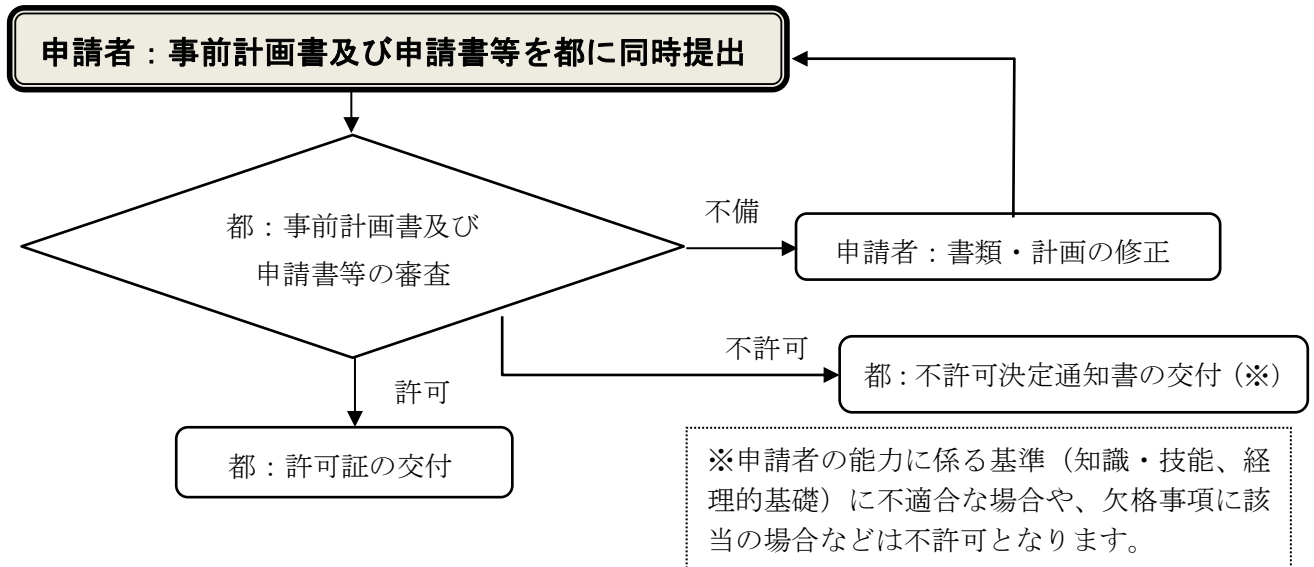 申請者：事前計画書及び申請書等を都に同時提出
都：事前計画書及び
申請書等の審査
不備
申請者：書類・計画の修正
不許可
都：不許可決定通知書の交付（※）
許可
都：許可証の交付
※申請者の能力に係る基準（知識・技能、経
理的基礎）に不適合な場合や、欠格事項に該
当の場合などは不許可となります。